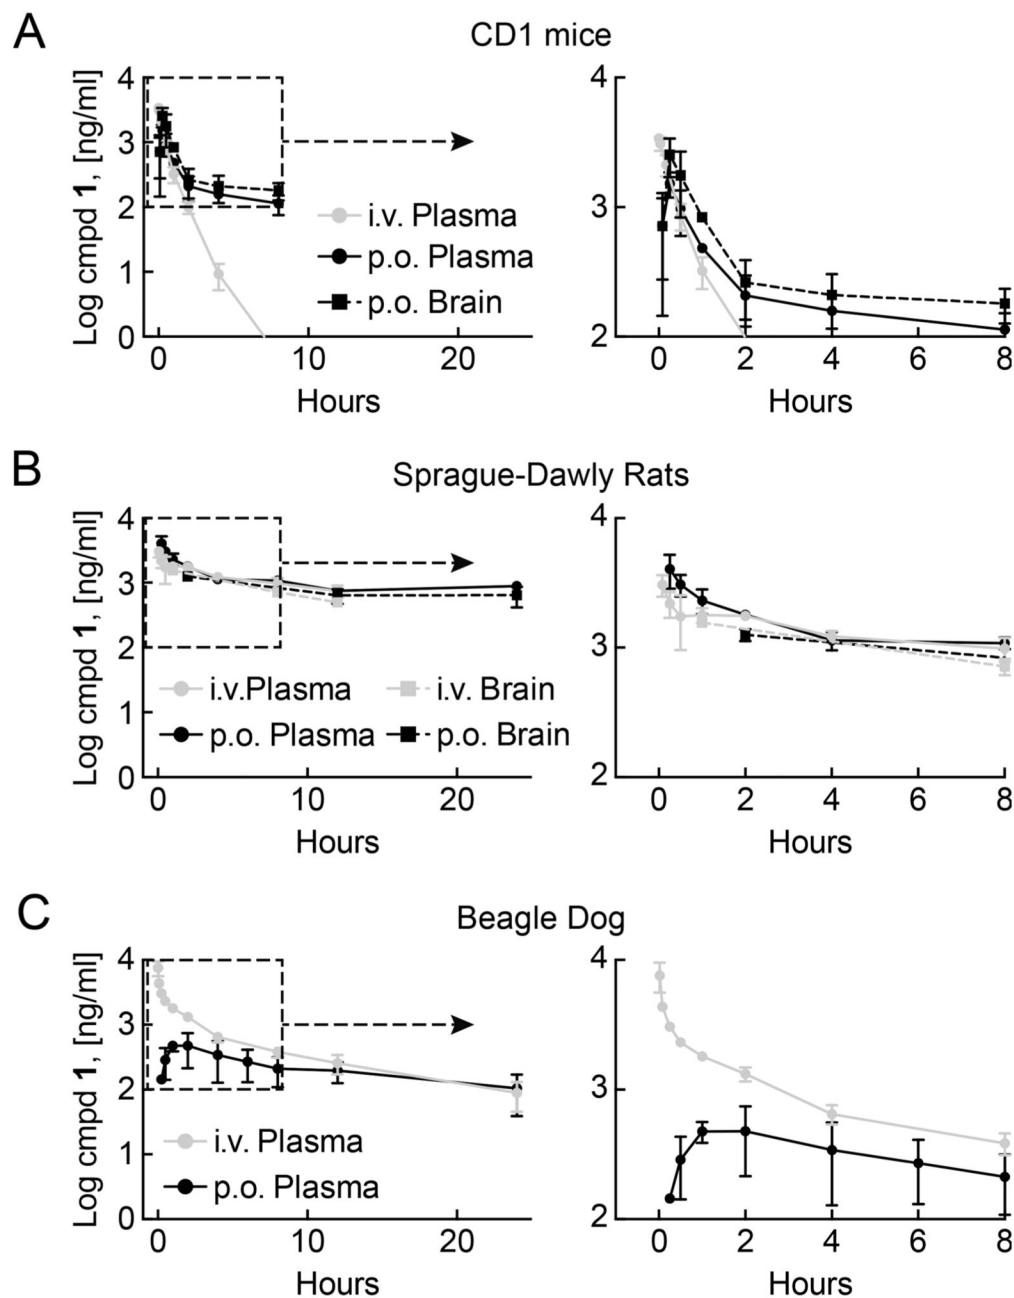 A
CD1 mice
Log cmpd 1, [ng/ml]
4
3
2
1
0
i.v. Plasma
p.o. Plasma
p.o. Brain
0 10 20
Hours
4
3
2
0 2 4 6 8
Hours
B
Sprague-Dawly Rats
Log cmpd 1, [ng/ml]
4
3
2
1
0
i.v.Plasma i.v. Brain
p.o. Plasma p.o. Brain
0 10 20
Hours
4
3
2
0 2 4 6 8
Hours
C
Beagle Dog
Log cmpd 1, [ng/ml]
4
3
2
1
0
i.v. Plasma
p.o. Plasma
0 10 20
Hours
4
3
2
0 2 4 6 8
Hours